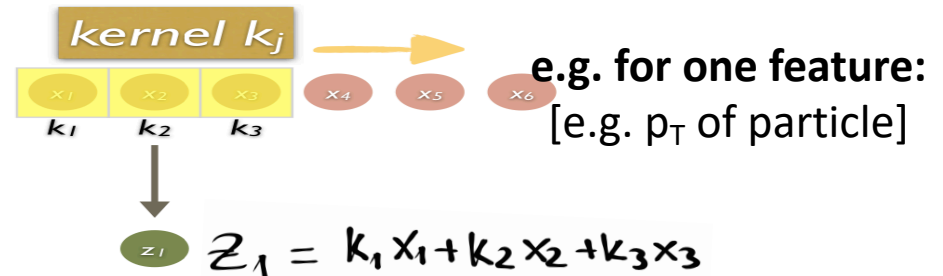 kernel kj
x1 x2 x3 x4 x5 x6
k1 k2 k3
e.g. for one feature:
[e.g. pT of particle]
z1
z1 = k1x1+k2x2+k3x3